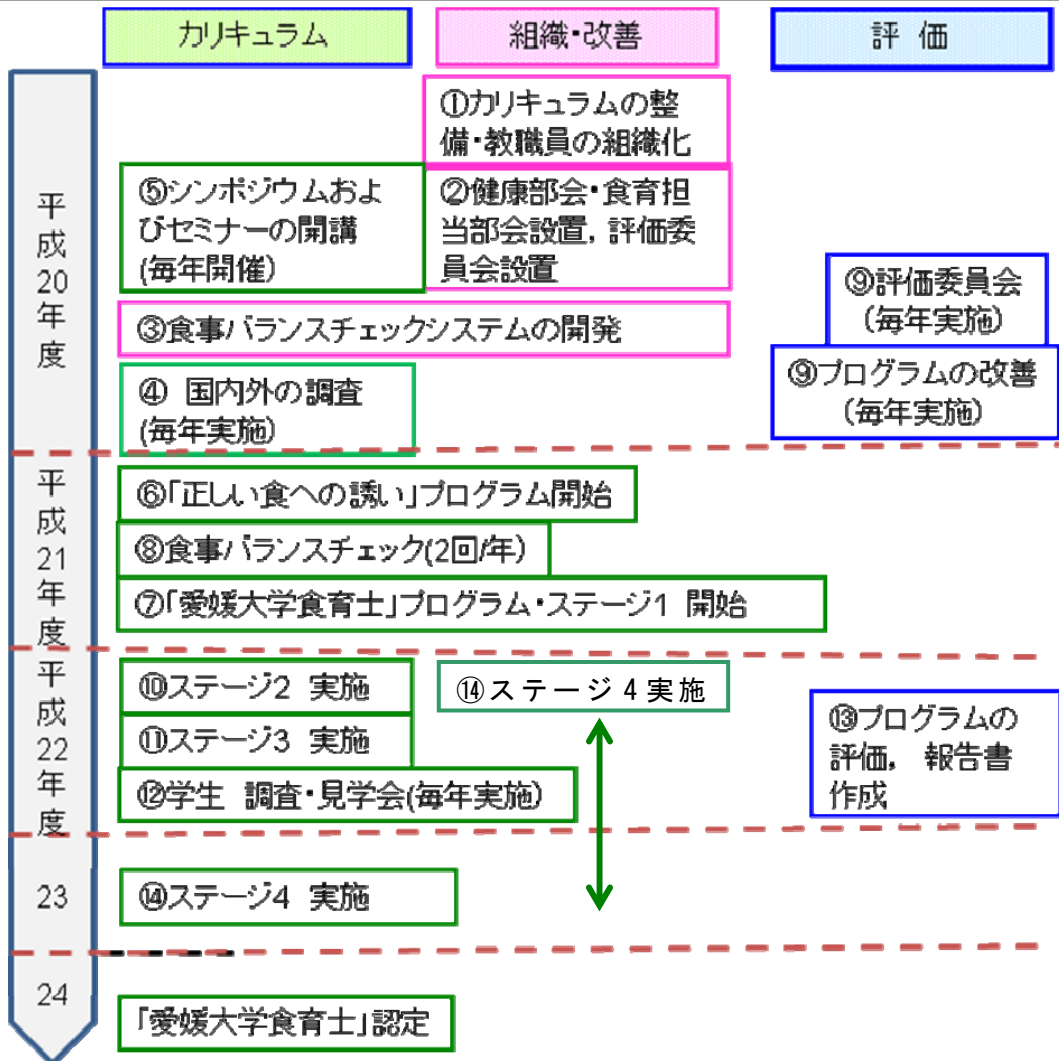 カリキュラム
組織・改善
評 価
平成20年度
①カリキュラムの整
備・教職員の組織化
⑤シンポジウムおよ
びセミナーの開講
(毎年開催)
②健康部会・食育担
当部会設置，評価委
員会設置
⑨評価委員会
(毎年実施)
③食事バランスチェックシステムの開発
⑨プログラムの改善
(毎年実施)
④ 国内外の調査
(毎年実施)
平成21年度
⑥「正しい食への誘い」プログラム開始
⑧食事バランスチェック(2回/年)
⑦「愛媛大学食育士」プログラム・ステージ1 開始
平成22年度
⑩ステージ2 実施
⑭ステージ４実施
⑪ステージ3 実施
⑬プログラムの
評価， 報告書
作成
⑫学生 調査・見学会(毎年実施)
23
⑭ステージ4 実施
24
「愛媛大学食育士」認定